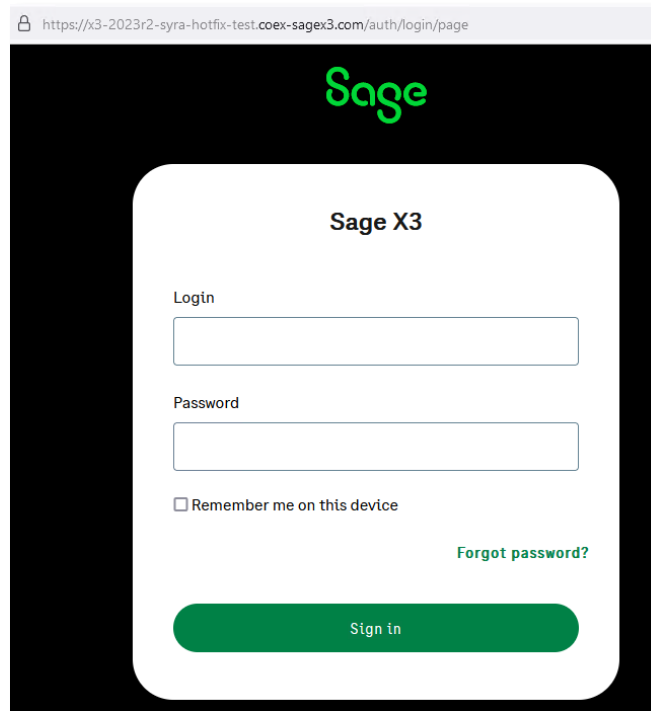 https://x3-2023r2-syra-hotfix-test.coex-sagex3.com/auth/login/page
Sage
Sage X3
Login
Password
Remember me on this device
Forgot password?
Sign in